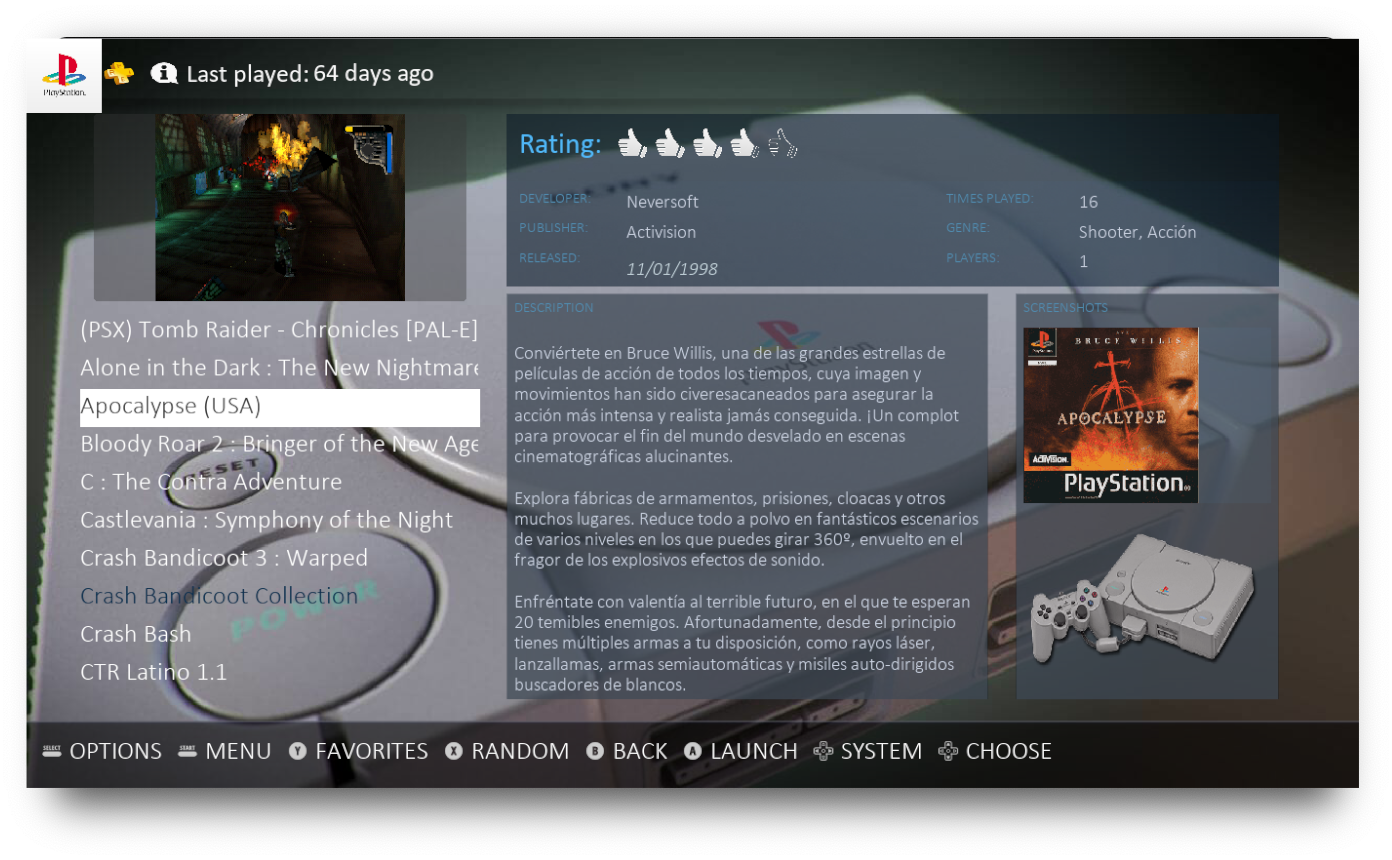 PlayStation.
Last played: 64 days ago
(PSX) Tomb Raider - Chronicles [PAL-E]
Alone in the Dark : The New Nightmare
Apocalypse (USA)
Bloody Roar 2 : Bringer of the New Age
C : The Contra Adventure
Castlevania : Symphony of the Night
Crash Bandicoot 3 : Warped
Crash Bandicoot Collection
Crash Bash
CTR Latino 1.1
RESET
POWER
Rating:
DEVELOPER: Neversoft
PUBLISHER: Activision
RELEASED: 11/01/1998
TIMES PLAYED: 16
GENRE: Shooter, Acción
PLAYERS: 1
DESCRIPTION
Conviértete en Bruce Willis, una de las grandes estrellas de
películas de acción de todos los tiempos, cuya imagen y
movimientos han sido civeresacaneados para asegurar la
acción más intensa y realista jamás conseguida. ¡Un complot
para provocar el fin del mundo desvelado en escenas
cinematográficas alucinantes.
Explora fábricas de armamentos, prisiones, cloacas y otros
muchos lugares. Reduce todo a polvo en fantásticos escenarios
de varios niveles en los que puedes girar 360º, envuelto en el
fragor de los explosivos efectos de sonido.
Enfréntate con valentía al terrible futuro, en el que te esperan
20 temibles enemigos. Afortunadamente, desde el principio
tienes múltiples armas a tu disposición, como rayos láser,
lanzallamas, armas semiautomáticas y misiles auto-dirigidos
buscadores de blancos.
SCREENSHOTS
BRUCE WILLIS
APOCALYPSE
ACTIVISION
PlayStation
SELECT OPTIONS START MENU Y FAVORITES X RANDOM B BACK A LAUNCH SYSTEM CHOOSE